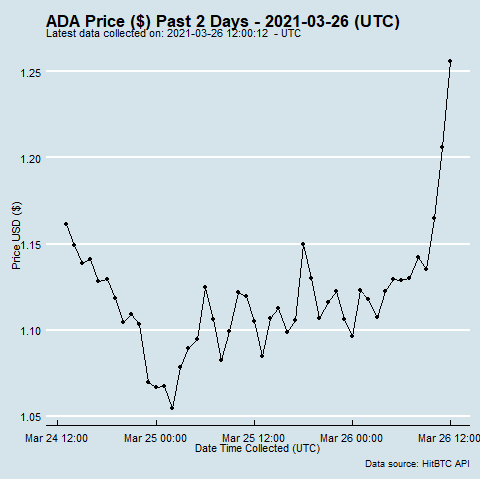 ADA Price ($) Past 2 Days - 2021-03-26 (UTC)
Latest data collected on: 2021-03-26 12:00:12 - UTC
1.25
1.20
1.15
1.10
1.05
Price USD ($)
Mar 24 12:00 Mar 25 00:00 Mar 25 12:00 Mar 26 00:00 Mar 26 12:00
Date Time Collected (UTC)
Data source: HitBTC API